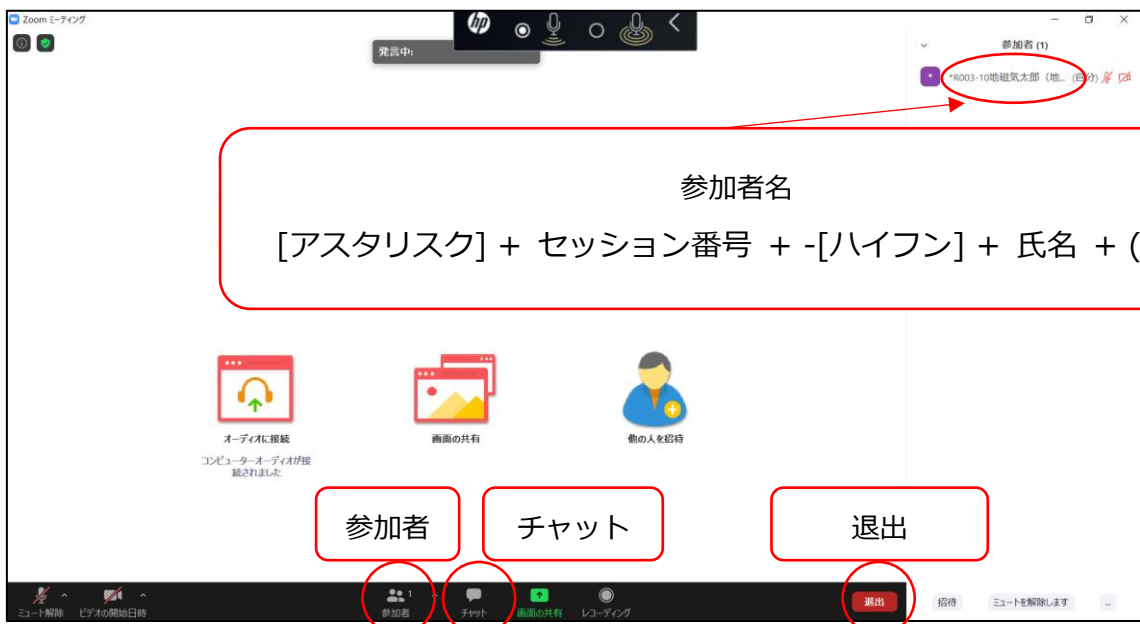 Zoom ミーティング
hp
発言中:
参加者 (1)
*R003-10地磁気太郎（地... (自分)
参加者名
[アスタリスク] + セッション番号 + -[ハイフン] + 氏名 + (
オーディオに接続
画面の共有
他の人を招待
コンピューターオーディオが接
続されました
参加者
チャット
退出
1
ミュート解除
ビデオの開始日時
参加者
チャット
画面の共有
レコーディング
退出
招待
ミュートを解除します
...